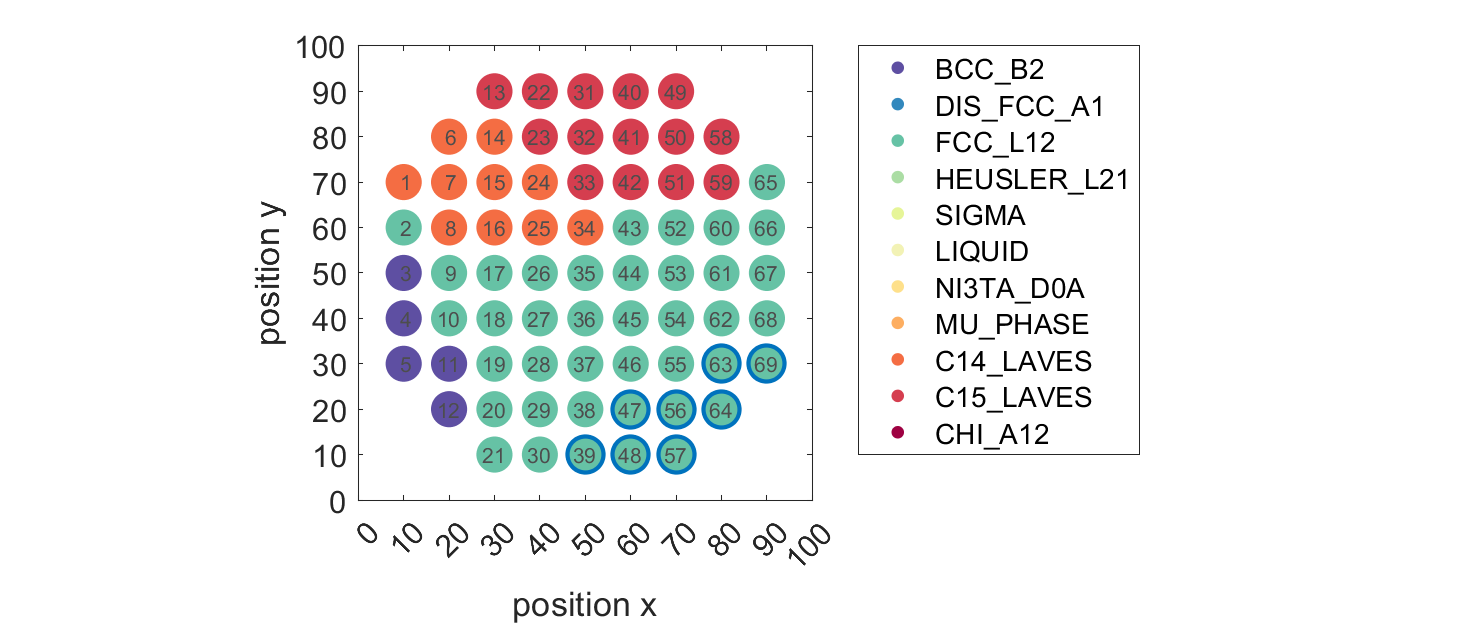 100
90 13 22 31 40 49
80 6 14 23 32 41 50 58
70 1 7 15 24 33 42 51 59 65
60 2 8 16 25 34 43 52 60 66
50 3 9 17 26 35 44 53 61 67
40 4 10 18 27 36 45 54 62 68
30 5 11 19 28 37 46 55 63 69
20 12 20 29 38 47 56 64
10 21 30 39 48 57
0
0 10 20 30 40 50 60 70 80 90 100
position x
position y
BCC_B2
DIS_FCC_A1
FCC_L12
HEUSLER_L21
SIGMA
LIQUID
NI3TA_D0A
MU_PHASE
C14_LAVES
C15_LAVES
CHI_A12